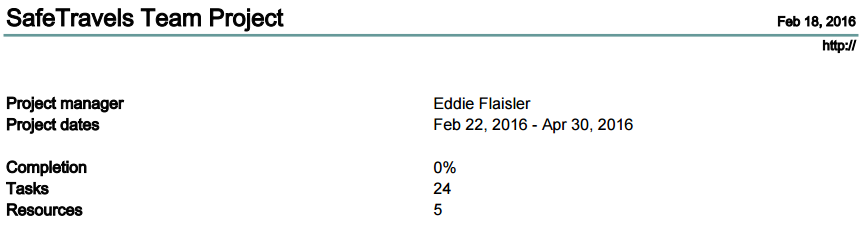 SafeTravels Team Project Feb 18, 2016
http://
Project manager Eddie Flaisler
Project dates Feb 22, 2016 - Apr 30, 2016
Completion 0%
Tasks 24
Resources 5